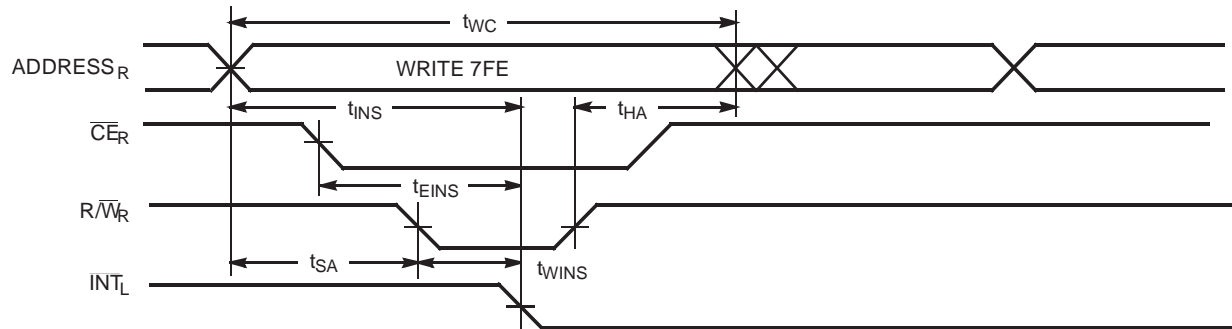 tWC
ADDRESSR
WRITE 7FE
tINS
tHA
CER
tEINS
R/WR
tSA
tWINS
INTL